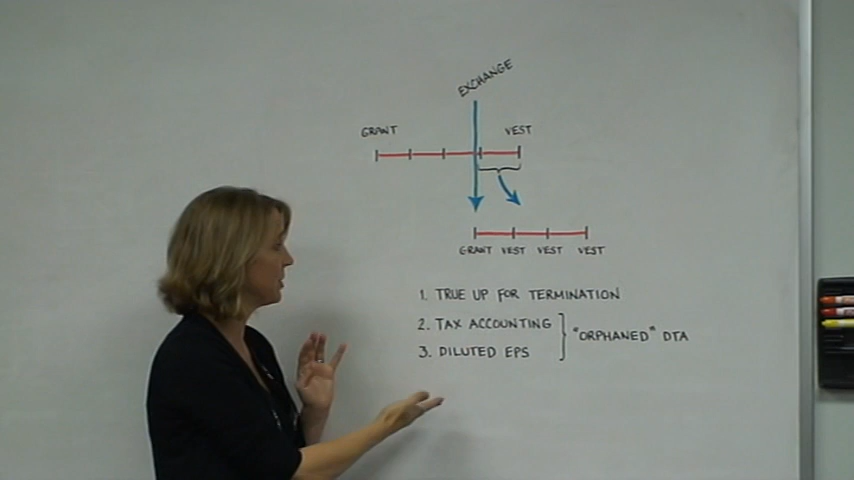 EXCHANGE
GRANT VEST
GRANT VEST VEST VEST
1. TRUE UP FOR TERMINATION
2. TAX ACCOUNTING
"ORPHANED" DTA
3. DILUTED EPS